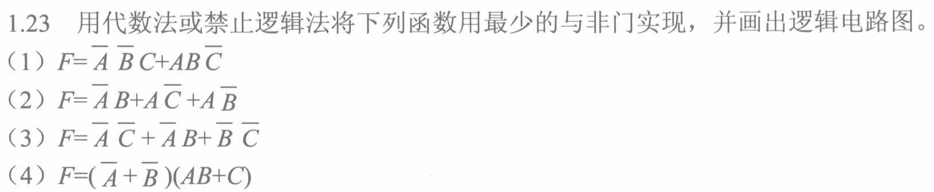 1.23 用代数法或禁止逻辑法将下列函数用最少的与非门实现，并画出逻辑电路图。
（1）F=A̅ B̅ C+ABC̅
（2）F=A̅ B+A C̅ +A B̅
（3）F=A̅ C̅ + A̅ B+ B̅ C̅
（4）F=( A̅ + B̅ )(AB+C)